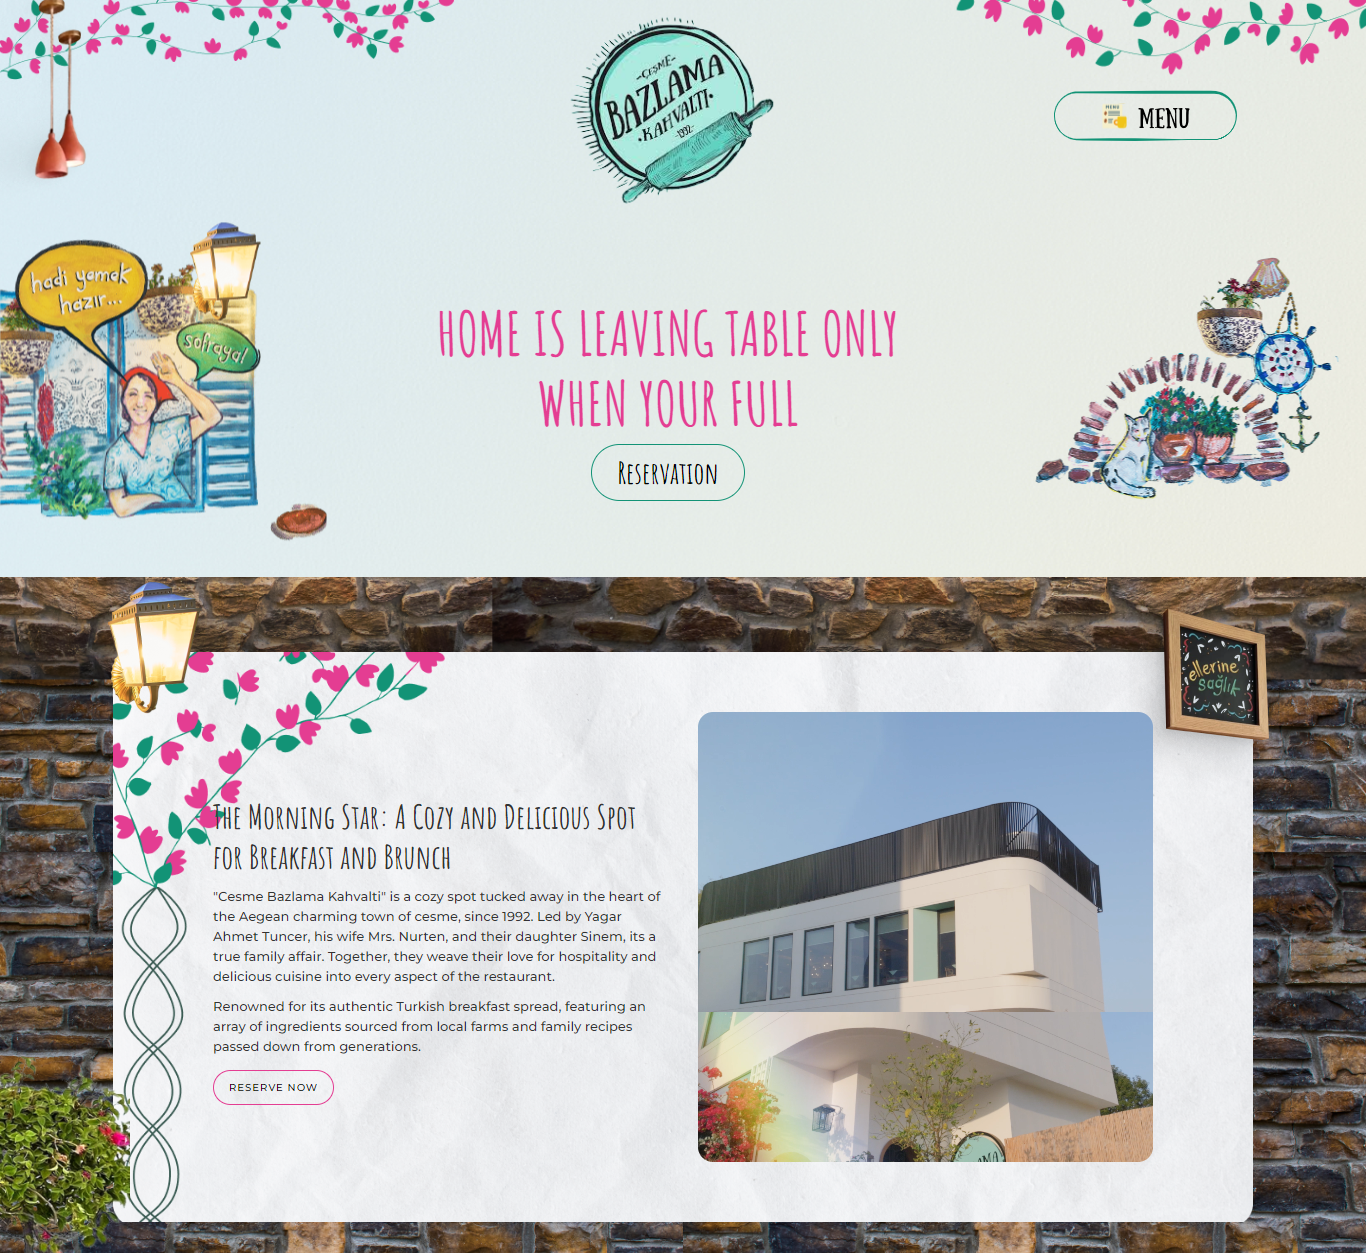 ÇEŞME
BAZLAMA
KAHVALTI
1992
MENU
MENU
hadi yemek
hazır...
sofraya!
HOME IS LEAVING TABLE ONLY
WHEN YOUR FULL
Reservation
ellerine
sağlık
The Morning Star: A Cozy and Delicious Spot
for Breakfast and Brunch
"Cesme Bazlama Kahvalti" is a cozy spot tucked away in the heart of
the Aegean charming town of cesme, since 1992. Led by Yagar
Ahmet Tuncer, his wife Mrs. Nurten, and their daughter Sinem, its a
true family affair. Together, they weave their love for hospitality and
delicious cuisine into every aspect of the restaurant.
Renowned for its authentic Turkish breakfast spread, featuring an
array of ingredients sourced from local farms and family recipes
passed down from generations.
RESERVE NOW